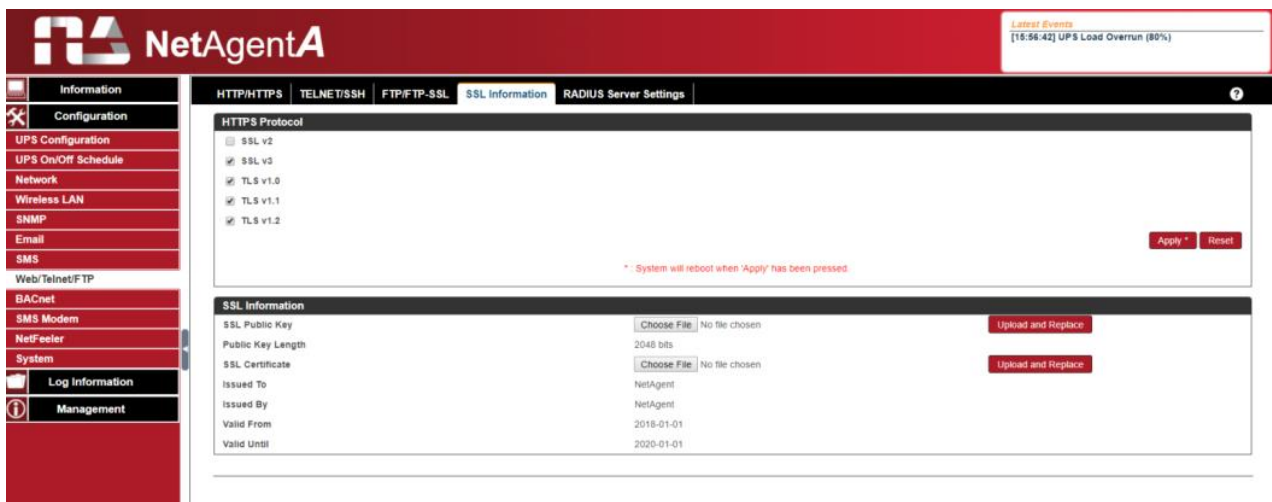 NetAgentA
Latest Events
[15:56:42] UPS Load Overrun (80%)
Information
Configuration
UPS Configuration
UPS On/Off Schedule
Network
Wireless LAN
SNMP
Email
SMS
Web/Telnet/FTP
BACnet
SMS Modem
NetFeeler
System
Log Information
Management
HTTP/HTTPS TELNET/SSH FTP/FTP-SSL SSL Information RADIUS Server Settings ?
HTTPS Protocol
SSL v2
SSL v3
TLS v1.0
TLS v1.1
TLS v1.2
Apply * Reset
* : System will reboot when 'Apply' has been pressed.
SSL Information
SSL Public Key Choose File No file chosen Upload and Replace
Public Key Length 2048 bits
SSL Certificate Choose File No file chosen Upload and Replace
Issued To NetAgent
Issued By NetAgent
Valid From 2018-01-01
Valid Until 2020-01-01